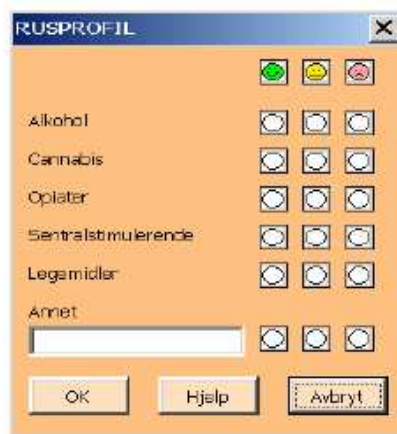 RUSPROFIL
Alkohol
Cannabis
Opiater
Sentralstimulerende
Legemidler
Annet
OK Hjelp Avbryt